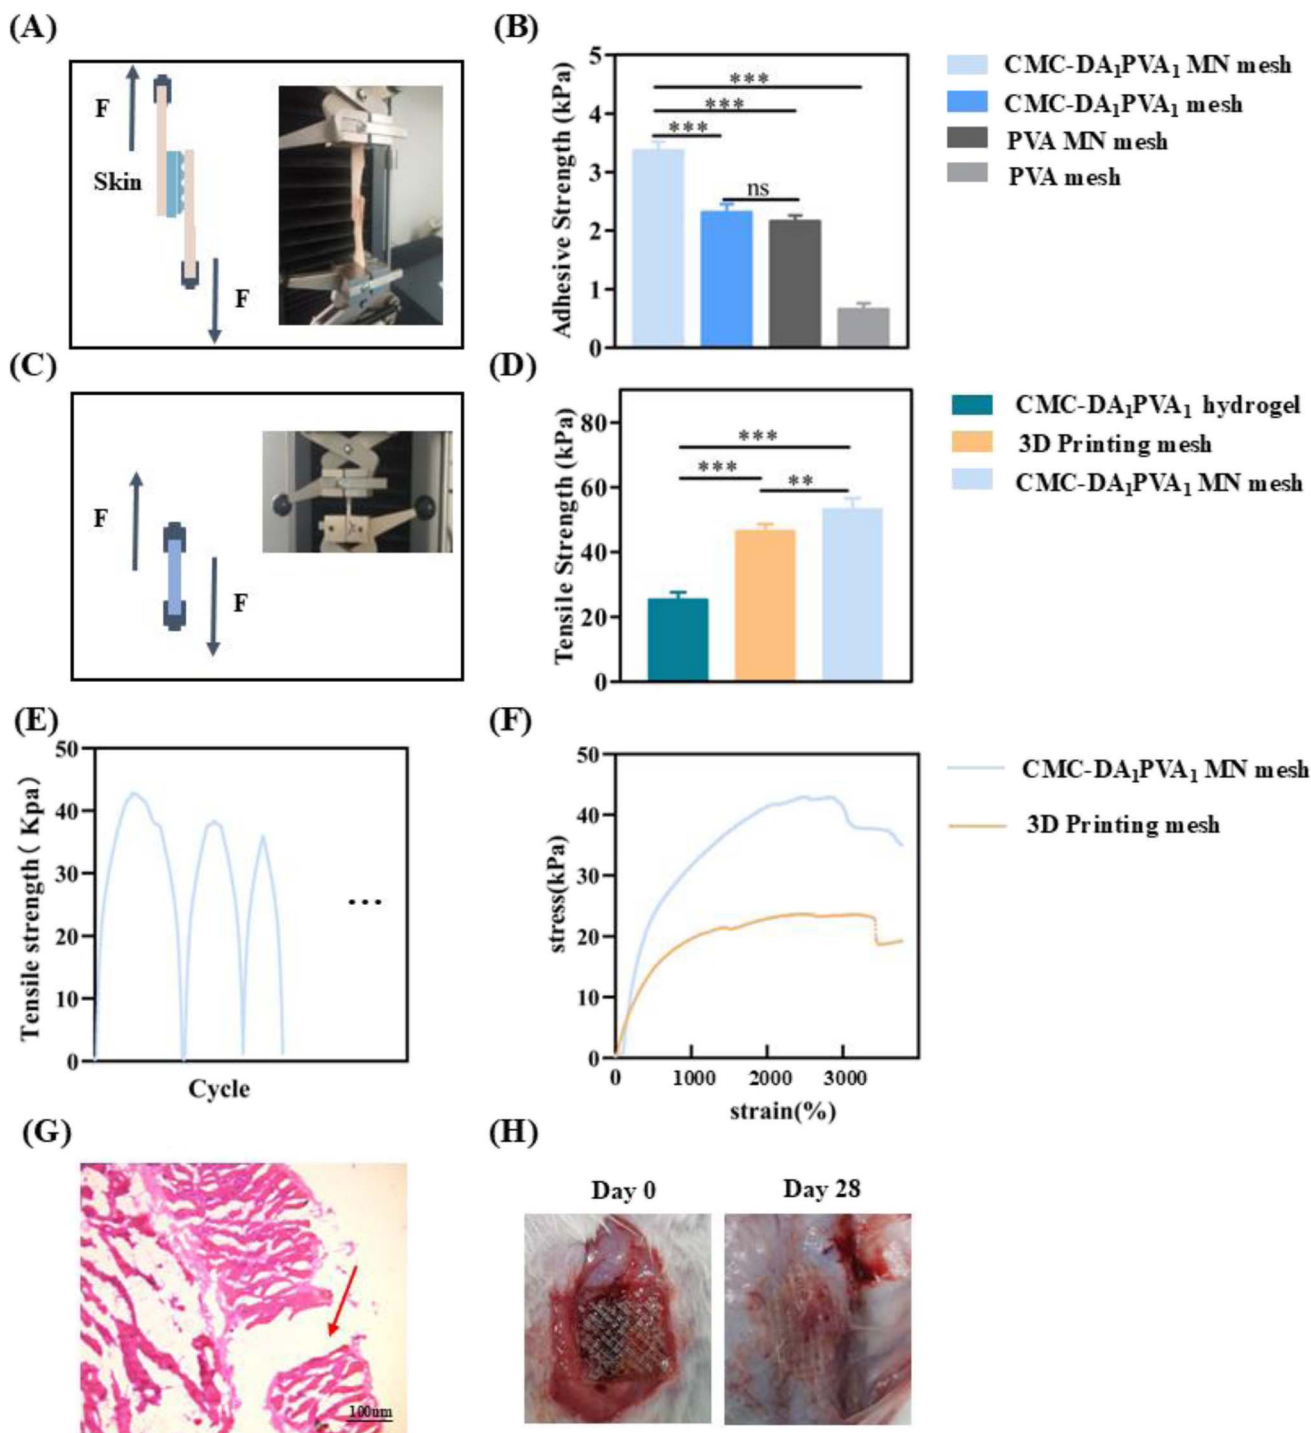 (A)
F
Skin
F
(B)
Adhesive Strength (kPa)
5
4
3
2
1
0
***
***
***
ns
CMC-DA₁PVA₁ MN mesh
CMC-DA₁PVA₁ mesh
PVA MN mesh
PVA mesh
(C)
F
F
(D)
Tensile Strength (kPa)
80
60
40
20
0
***
***
**
CMC-DA₁PVA₁ hydrogel
3D Printing mesh
CMC-DA₁PVA₁ MN mesh
(E)
Tensile strength( Kpa)
50
40
30
20
10
0
...
Cycle
(F)
stress(kPa)
50
40
30
20
10
0
0 1000 2000 3000
strain(%)
CMC-DA₁PVA₁ MN mesh
3D Printing mesh
(G)
100um
(H)
Day 0
Day 28